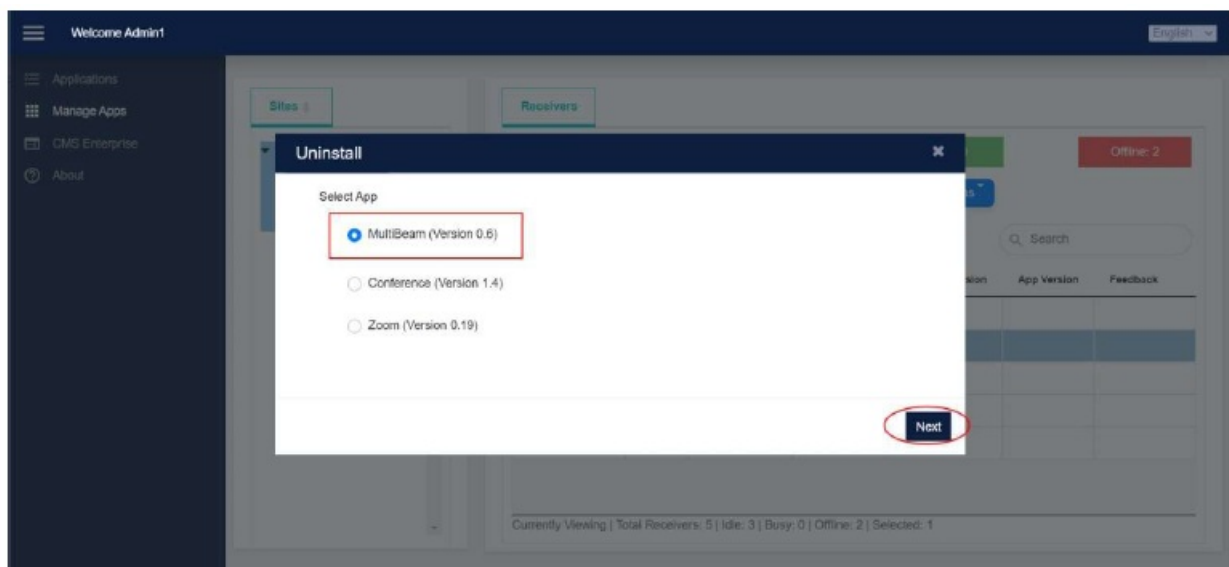 Welcome Admin1
English
Applications
Manage Apps
CMS Enterprise
About
Sites
Receivers
Offline: 2
Search
App Version
Feedback
Uninstall
Select App
MultiBeam (Version 0.6)
Conference (Version 1.4)
Zoom (Version 0.19)
Next
Currently Viewing | Total Receivers: 5 | Idle: 3 | Busy: 0 | Offline: 2 | Selected: 1